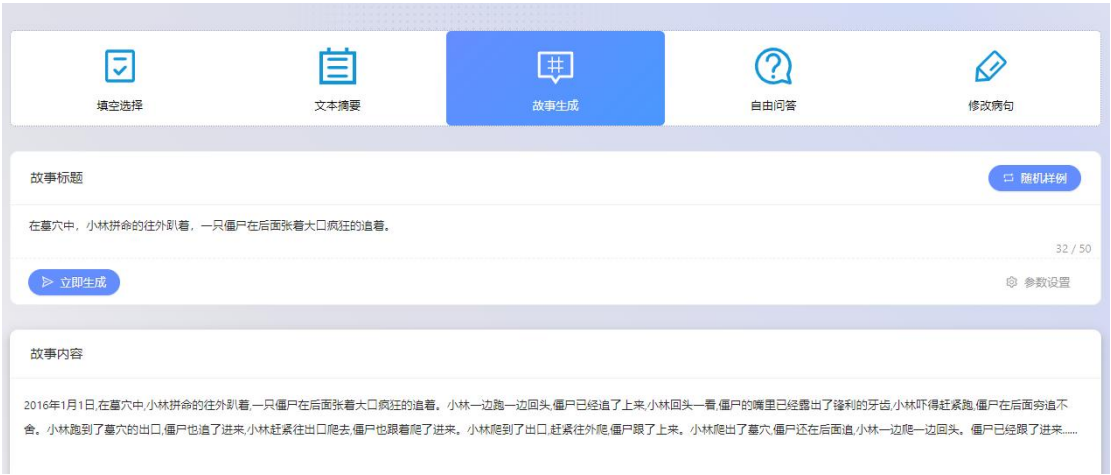 填空选择
文本摘要
故事生成
自由问答
修改病句
故事标题
随机样例
在墓穴中，小林拼命的往外趴着，一只僵尸在后面张着大口疯狂的追着。
32 / 50
立即生成
参数设置
故事内容
2016年1月1日,在墓穴中,小林拼命的往外趴着,一只僵尸在后面张着大口疯狂的追着。小林一边跑一边回头,僵尸已经追了上来,小林回头一看,僵尸的嘴里已经露出了锋利的牙齿,小林吓得赶紧跑,僵尸在后面穷追不
舍。小林跑到了墓穴的出口,僵尸也追了进来,小林赶紧往出口爬去,僵尸也跟着爬了进来。小林爬到了出口,赶紧往外爬,僵尸跟了上来。小林爬出了墓穴,僵尸还在后面追,小林一边爬一边回头。僵尸已经跟了进来......